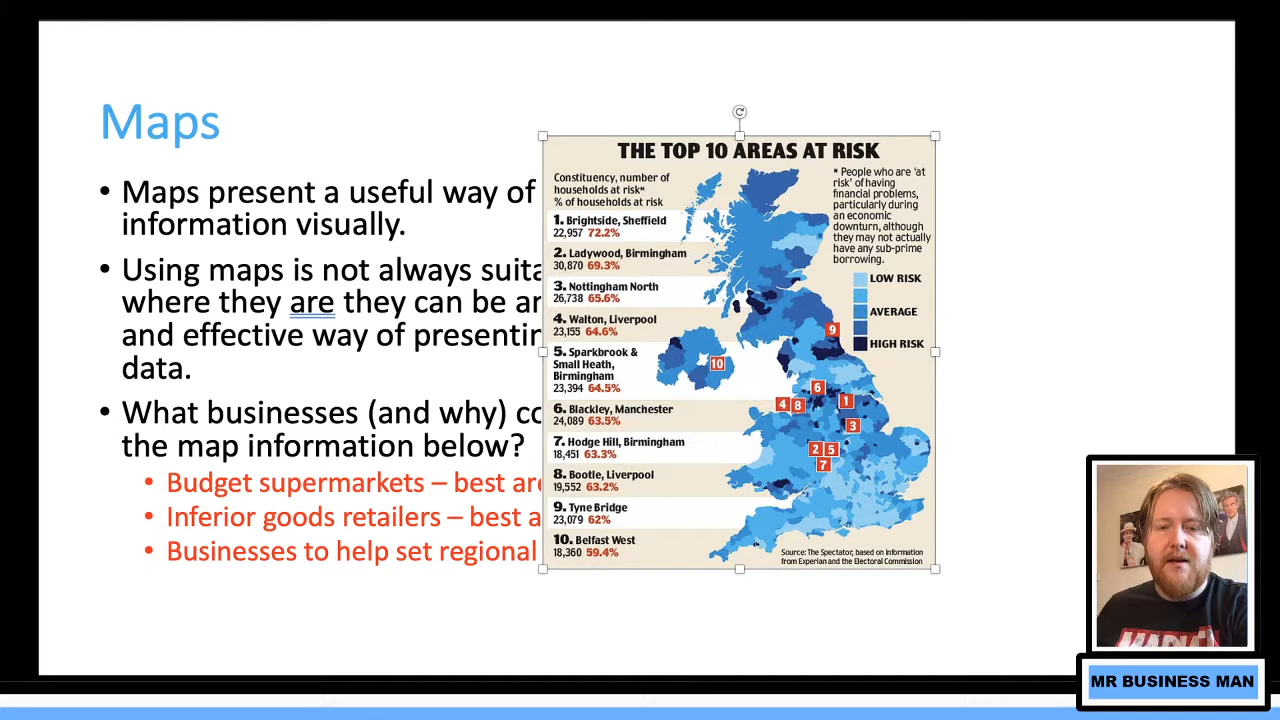 Maps
• Maps present a useful way of
information visually.
• Using maps is not always suita
where they are they can be an
and effective way of presentin
data.
• What businesses (and why) co
the map information below?
• Budget supermarkets – best are
• Inferior goods retailers – best a
• Businesses to help set regional
THE TOP 10 AREAS AT RISK
Constituency, number of
households at risk*
% of households at risk
1. Brightside, Sheffield
22,957 72.2%
2. Ladywood, Birmingham
30,870 69.3%
3. Nottingham North
26,738 65.6%
4. Walton, Liverpool
23,155 64.6%
5. Sparkbrook &
Small Heath,
Birmingham
23,394 64.5%
6. Blackley, Manchester
24,089 63.5%
7. Hodge Hill, Birmingham
18,451 63.3%
8. Bootle, Liverpool
19,552 63.2%
9. Tyne Bridge
23,079 62%
10. Belfast West
18,360 59.4%
* People who are 'at
risk' of having
financial problems,
particularly during
an economic
downturn, although
they may not actually
have any sub-prime
borrowing.
LOW RISK
AVERAGE
HIGH RISK
9
10
6
4 8
1
3
2 5
7
Source: The Spectator, based on information
from Experian and the Electoral Commission
MR BUSINESS MAN